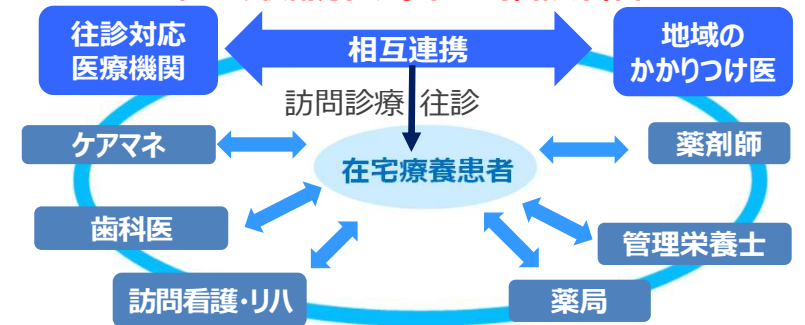 往診対応
医療機関
相互連携
地域の
かかりつけ医
訪問診療 往診
ケアマネ
薬剤師
在宅療養患者
歯科医
管理栄養士
訪問看護・リハ
薬局